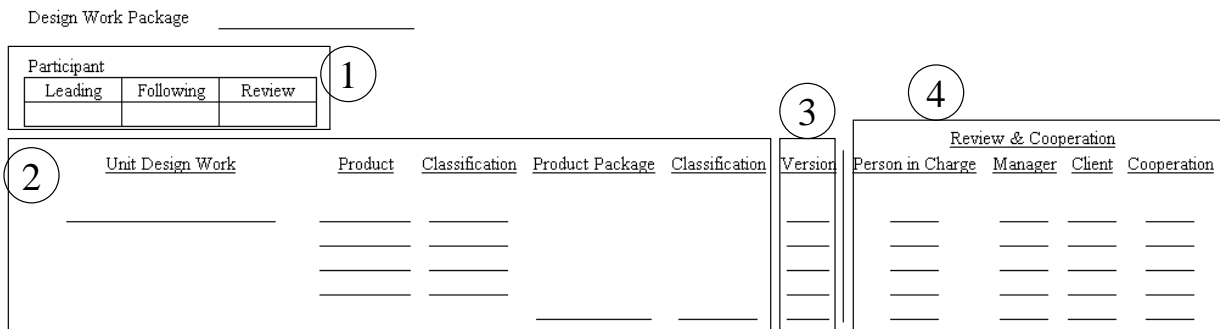 Design Work Package
Participant
Leading Following Review
1
2
3
4
Review & Cooperation
Unit Design Work Product Classification Product Package Classification Version Person in Charge Manager Client Cooperation